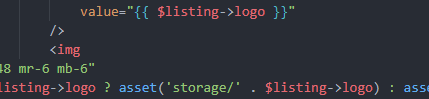 value="{{ $listing->logo }}"
/>
<img
48 mr-6 mb-6"
listing->logo ? asset('storage/' . $listing->logo) : asse